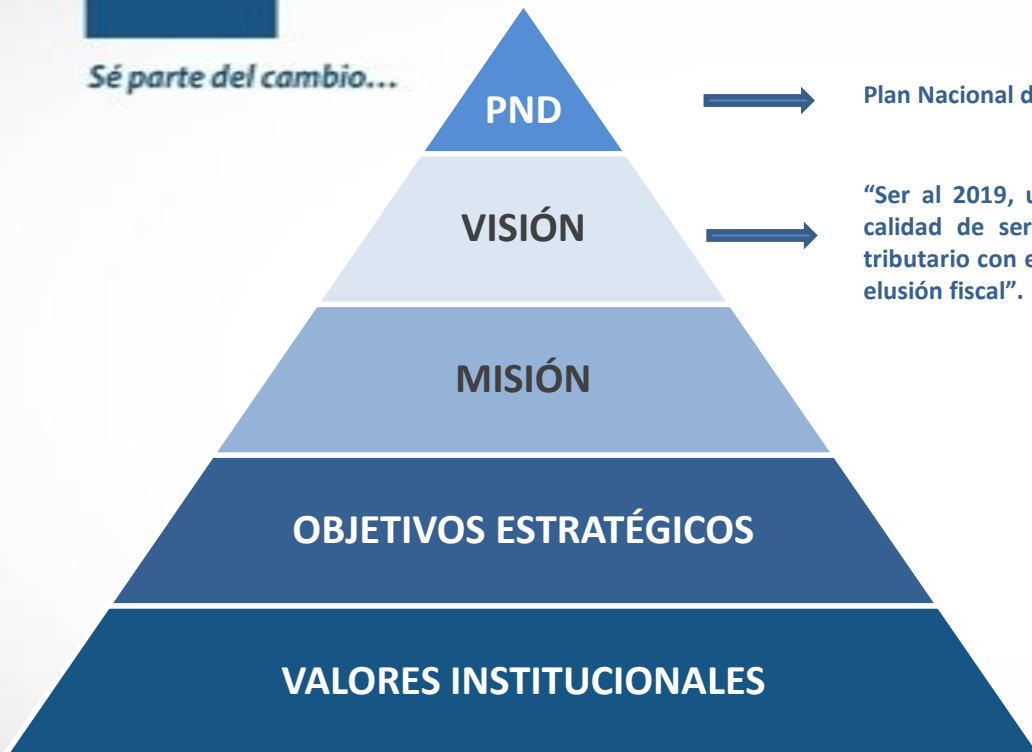 Sé parte del cambio...
PND
Plan Nacional d
VISIÓN
“Ser al 2019, u
calidad de ser
tributario con e
elusión fiscal”.
MISIÓN
OBJETIVOS ESTRATÉGICOS
VALORES INSTITUCIONALES